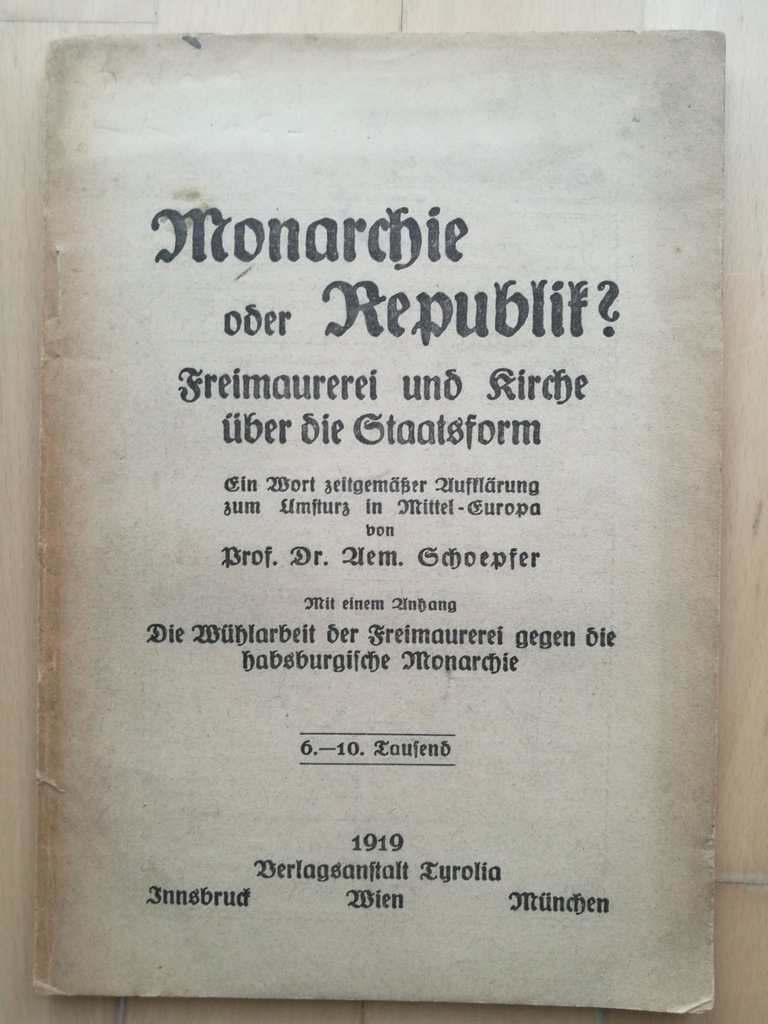 Monarchie
oder Republik?
Freimaurerei und Kirche
über die Staatsform
Ein Wort zeitgemäßer Aufklärung
zum Umsturz in Mittel-Europa
von
Prof. Dr. Aem. Schoepfer
Mit einem Anhang
Die Wühlarbeit der Freimaurerei gegen die
habsburgische Monarchie
6.—10. Tausend
1919
Verlagsanstalt Tyrolia
Innsbruck Wien München